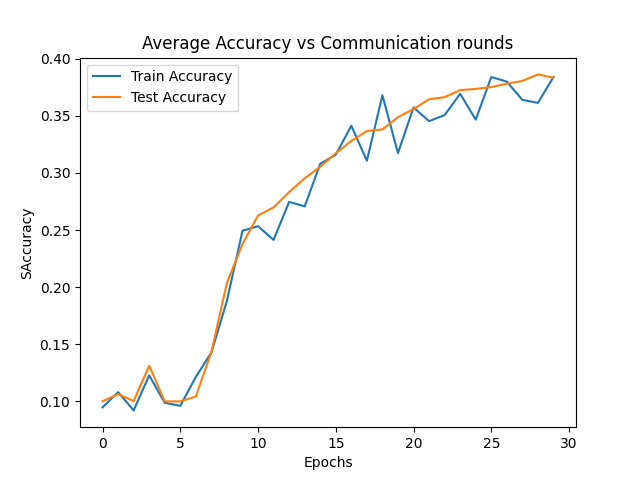 Average Accuracy vs Communication rounds
Train Accuracy
Test Accuracy
SAccuracy
0.40
0.35
0.30
0.25
0.20
0.15
0.10
0 5 10 15 20 25 30
Epochs